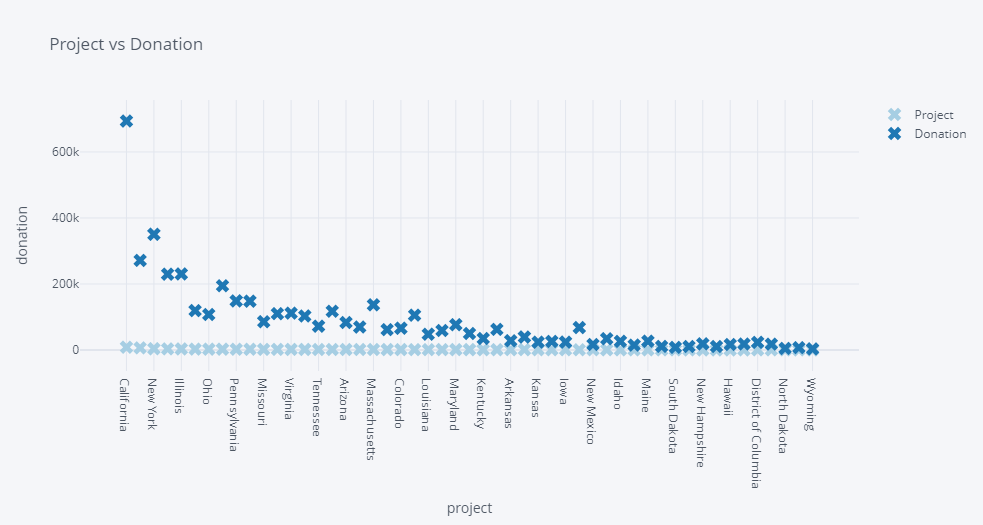 Project vs Donation
Project
Donation
donation
600k
400k
200k
0
California
New York
Illinois
Ohio
Pennsylvania
Missouri
Virginia
Tennessee
Arizona
Massachusetts
Colorado
Louisiana
Maryland
Kentucky
Arkansas
Kansas
Iowa
New Mexico
Idaho
Maine
South Dakota
New Hampshire
Hawaii
District of Columbia
North Dakota
Wyoming
project